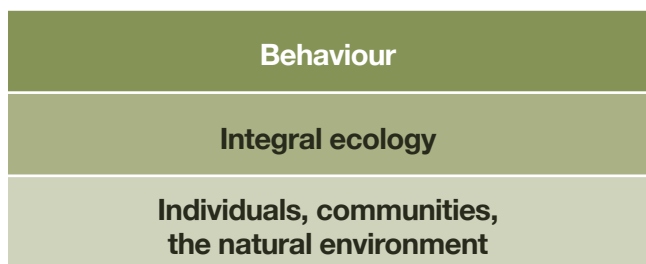 Behaviour
Integral ecology
Individuals, communities,
the natural environment